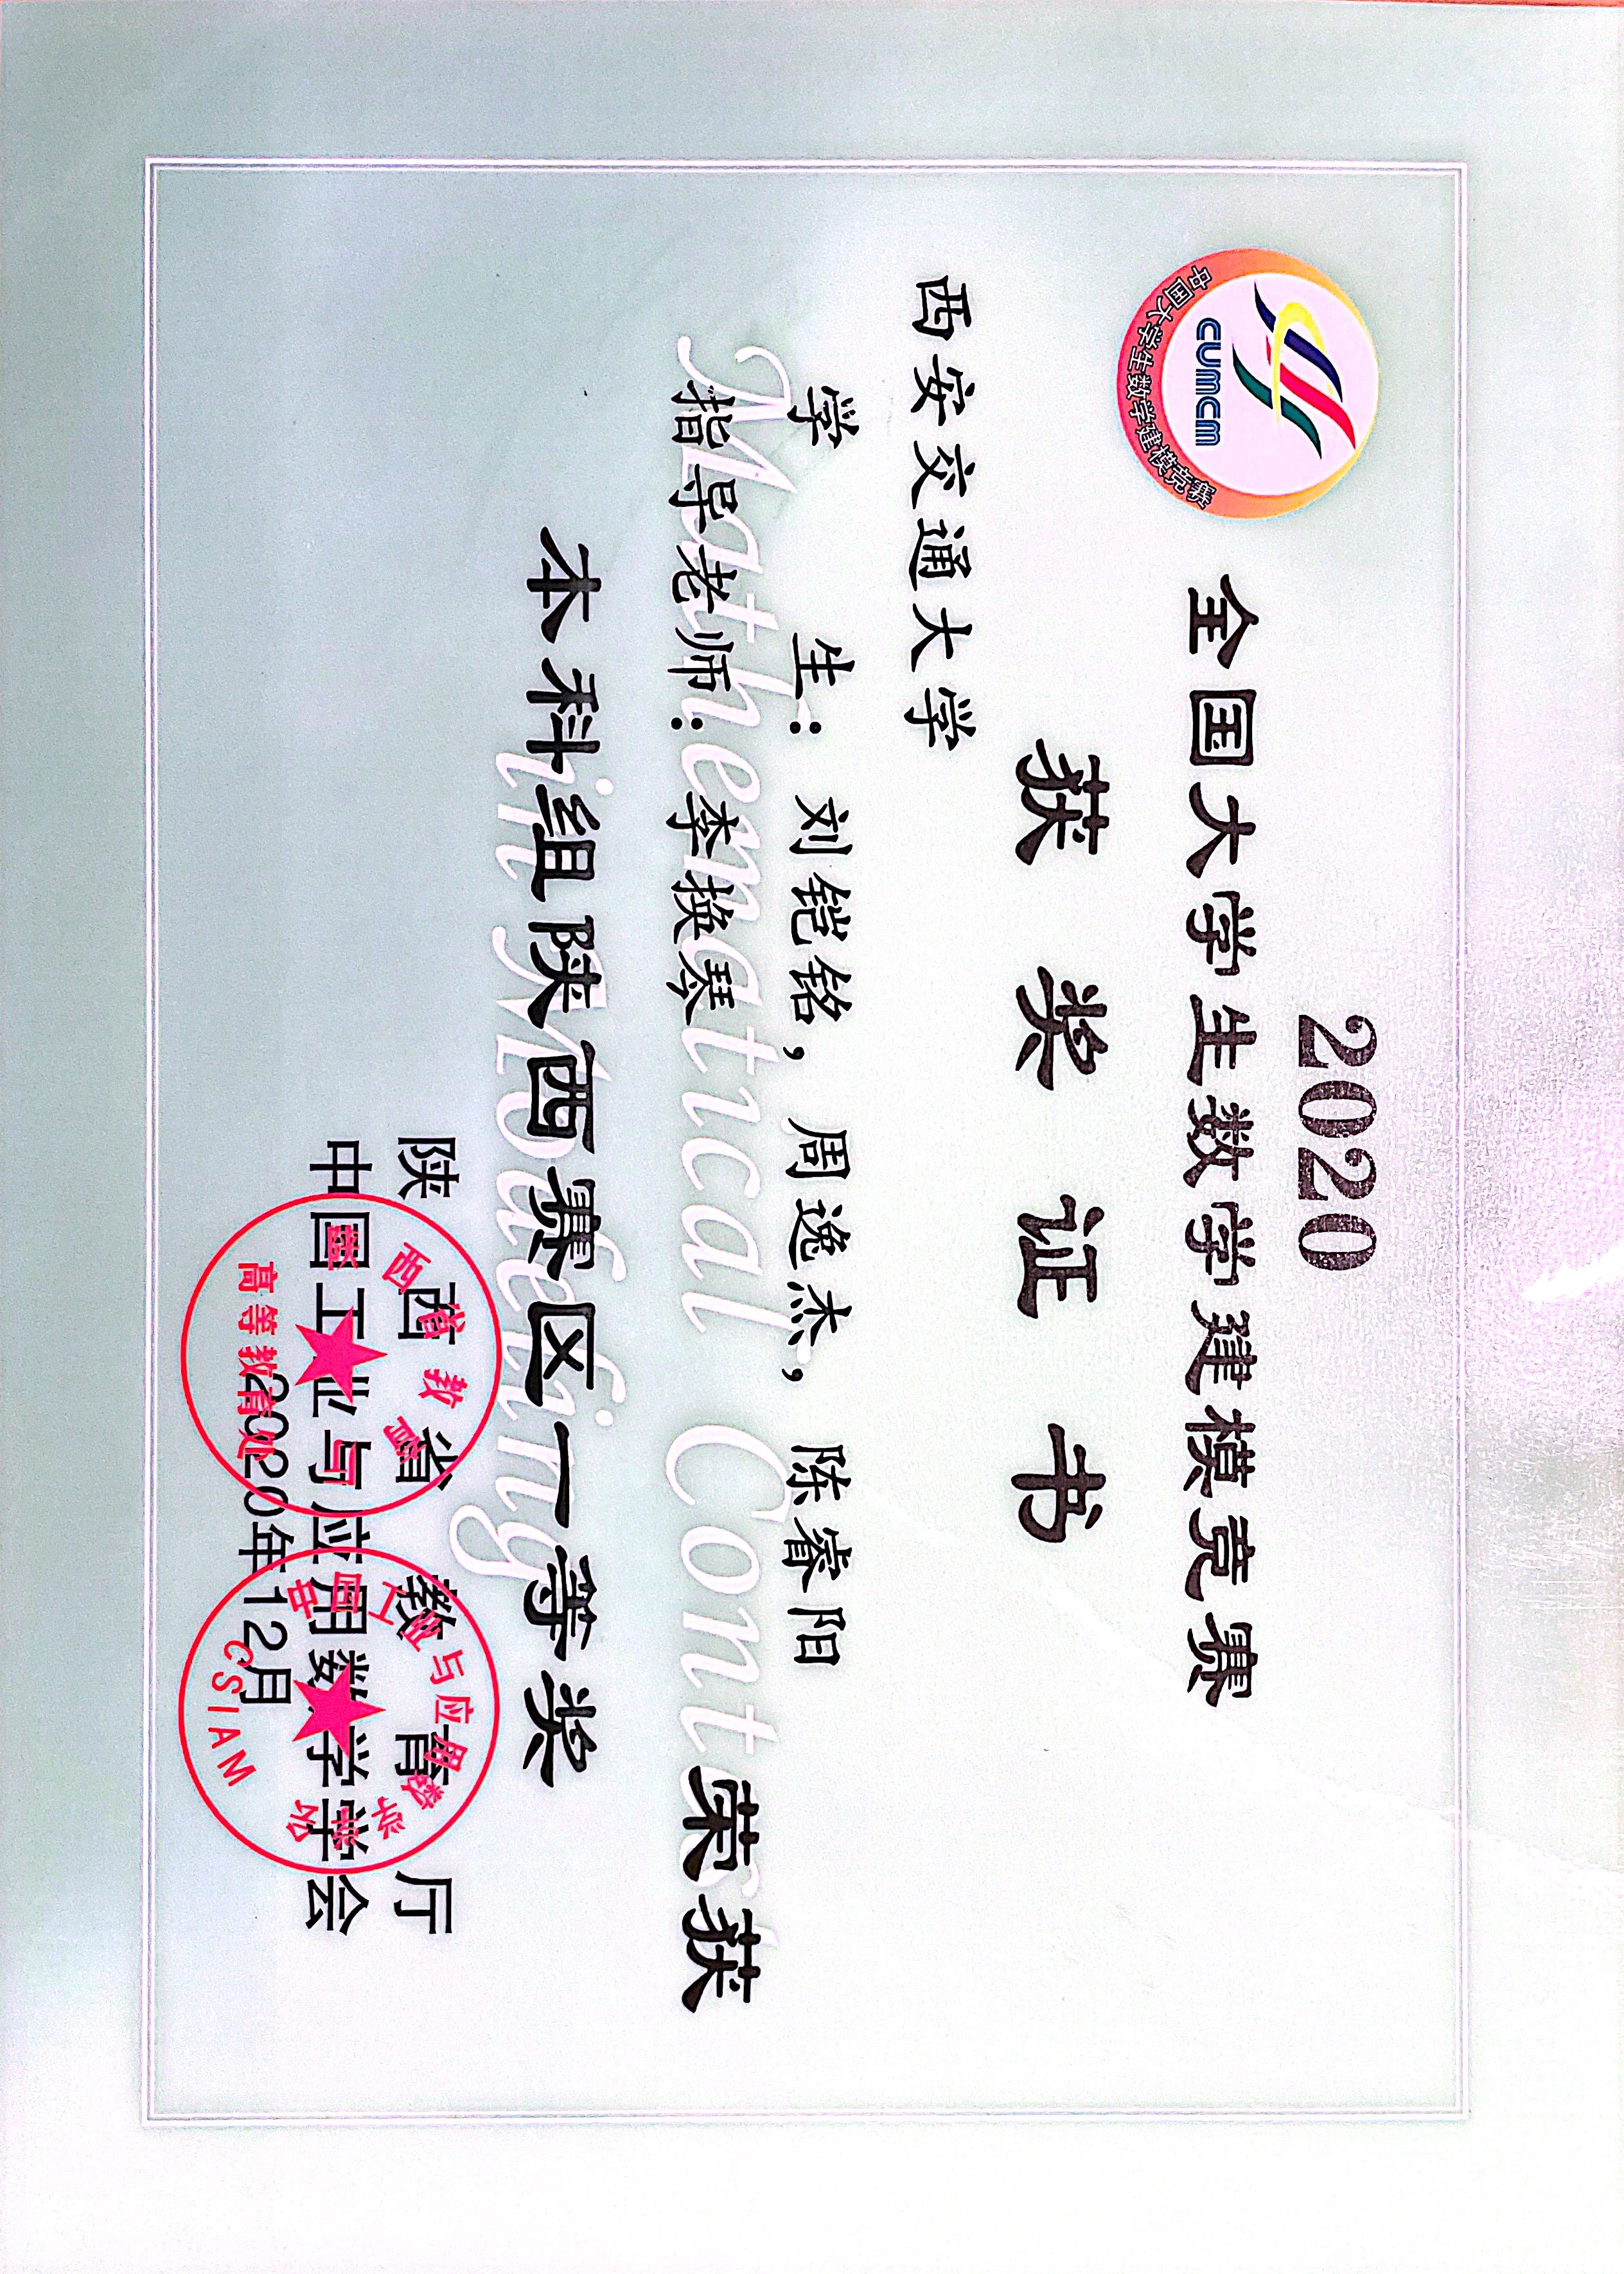 2020
全国大学生数学建模竞赛
中国大学生数学建模竞赛
CUMCM
获奖证书
西安交通大学
学 生：刘铠铭，周逸杰，陈睿阳
指导老师：李换琴
荣获
Mathematical Contest
in Modeling
本科组陕西赛区一等奖
陕西省教育厅
中国工业与应用数学学会
2020年12月
陕西省教育厅
高等教育处
中国工业与应用数学学会
CSIAM